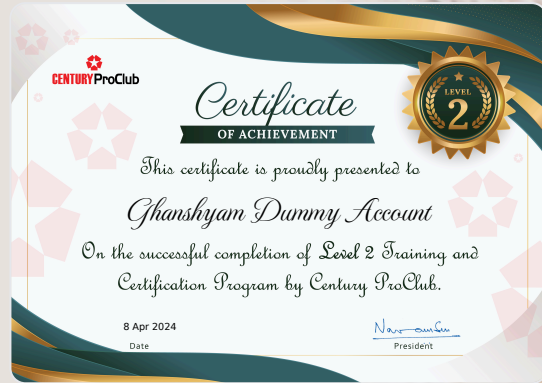 CENTURY ProClub
Certificate
OF ACHIEVEMENT
LEVEL
2
This certificate is proudly presented to
Ghanshyam Dummy Account
On the successful completion of Level 2 Training and
Certification Program by Century ProClub.
8 Apr 2024
Date
President